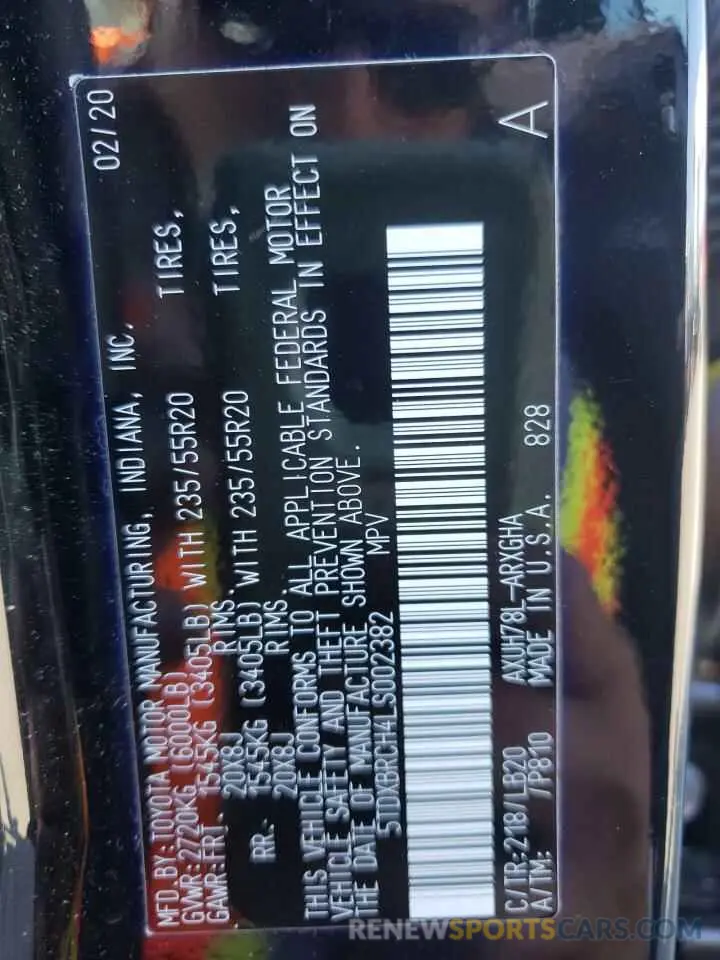 MFD.BY:TOYOTA MOTOR MANUFACTURING, INDIANA, INC. 02/20
GVWR:2720KG (6000LB)
GAWR:FRT 1545KG (3405LB) WITH 235/55R20 TIRES,
20X8J RIMS.
RR. 1545KG (3405LB) WITH 235/55R20 TIRES,
20X8J RIMS
THIS VEHICLE CONFORMS TO ALL APPLICABLE FEDERAL MOTOR
VEHICLE SAFETY AND THEFT PREVENTION STANDARDS IN EFFECT ON
THE DATE OF MANUFACTURE SHOWN ABOVE.
5TDXBRCH4LS002382 MPV
C/TR:218/LB20 AXUH78L-ARXGHA
A/TM: /P810 MADE IN U.S.A. 828 A
RENEWSPORTSCARS.COM